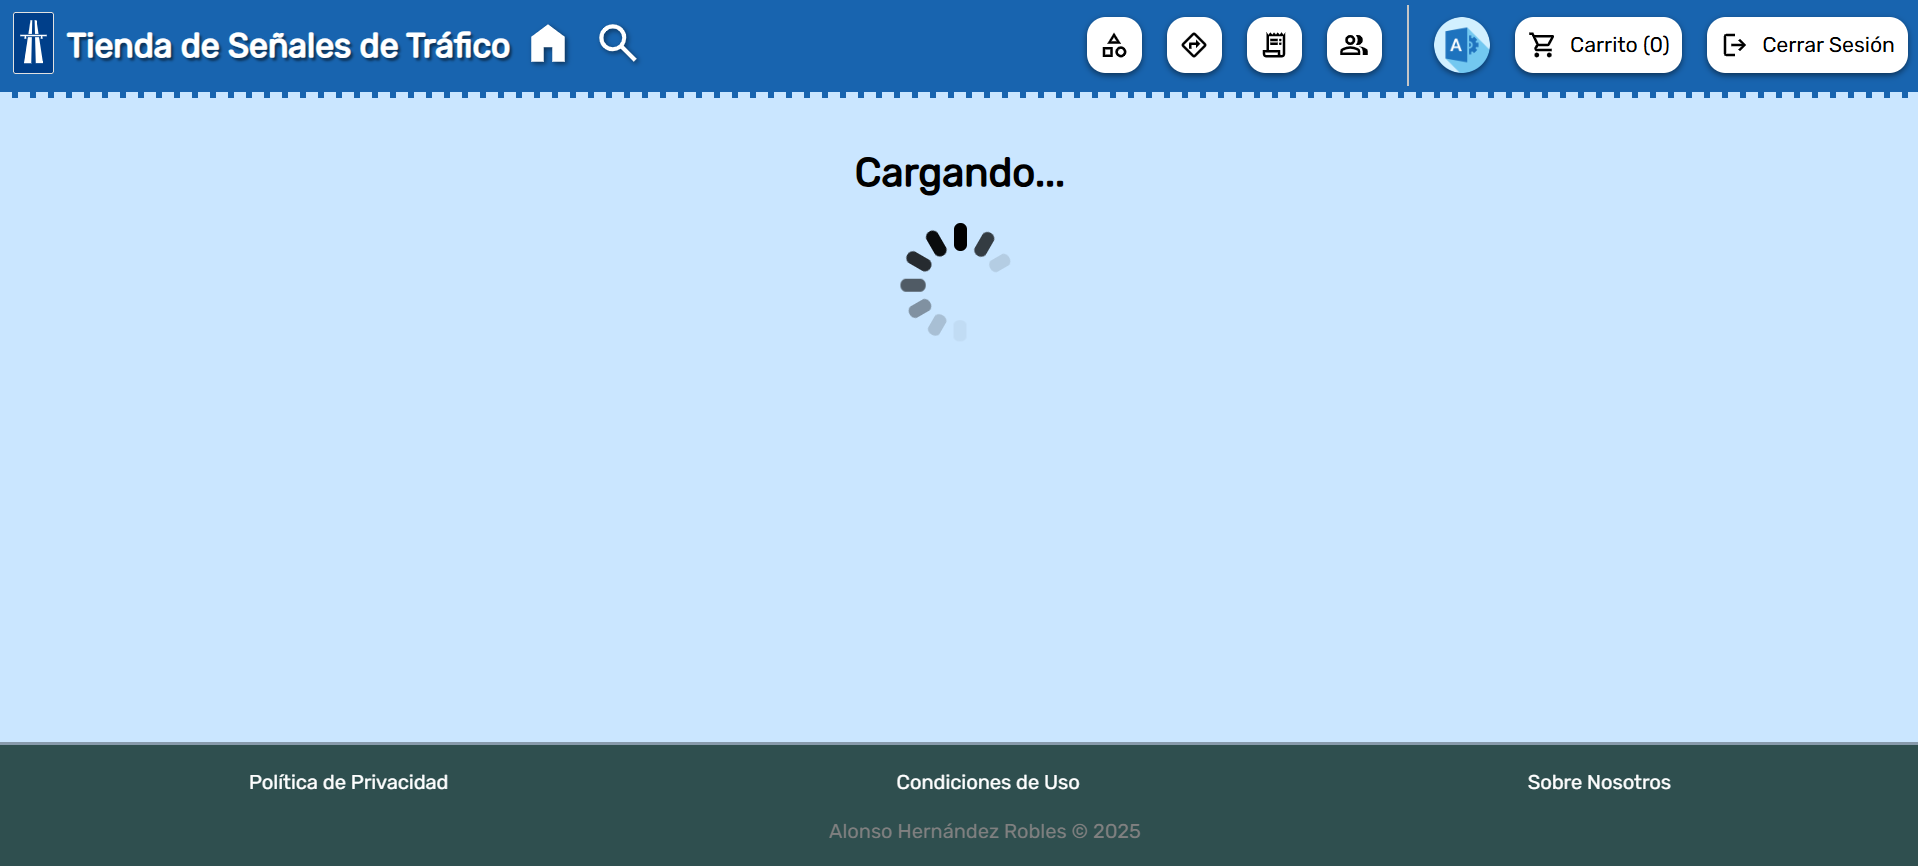 Tienda de Señales de Tráfico
A
Carrito (0)
Cerrar Sesión
Cargando...
Política de Privacidad
Condiciones de Uso
Sobre Nosotros
Alonso Hernández Robles © 2025